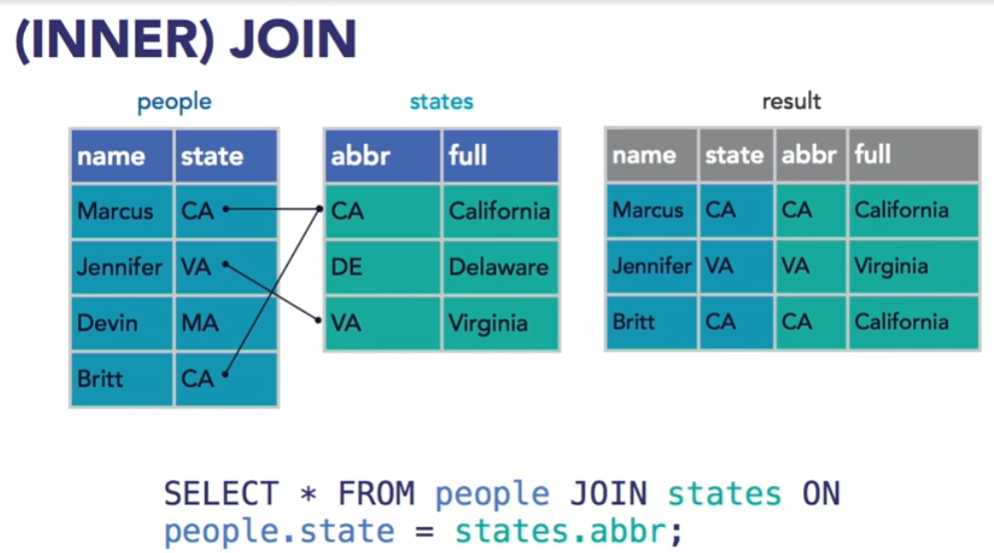 (INNER) JOIN
people
name state
Marcus CA
Jennifer VA
Devin MA
Britt CA
states
abbr full
CA California
DE Delaware
VA Virginia
result
name state abbr full
Marcus CA CA California
Jennifer VA VA Virginia
Britt CA CA California
SELECT * FROM people JOIN states ON
people.state = states.abbr;